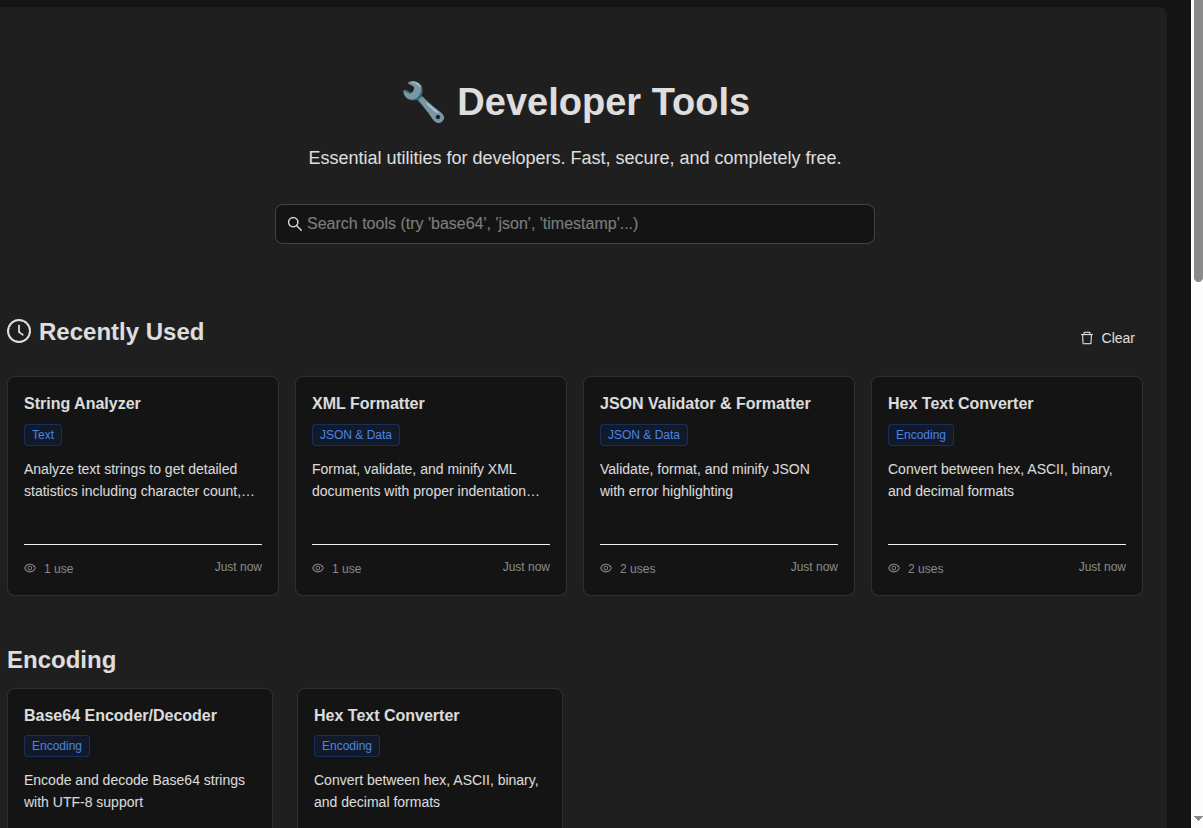 🔧 Developer Tools
Essential utilities for developers. Fast, secure, and completely free.
Search tools (try 'base64', 'json', 'timestamp'...)
Recently Used
Clear
String Analyzer
Text
Analyze text strings to get detailed
statistics including character count,…
1 use
Just now
XML Formatter
JSON & Data
Format, validate, and minify XML
documents with proper indentation…
1 use
Just now
JSON Validator & Formatter
JSON & Data
Validate, format, and minify JSON
with error highlighting
2 uses
Just now
Hex Text Converter
Encoding
Convert between hex, ASCII, binary,
and decimal formats
2 uses
Just now
Encoding
Base64 Encoder/Decoder
Encoding
Encode and decode Base64 strings
with UTF-8 support
Hex Text Converter
Encoding
Convert between hex, ASCII, binary,
and decimal formats